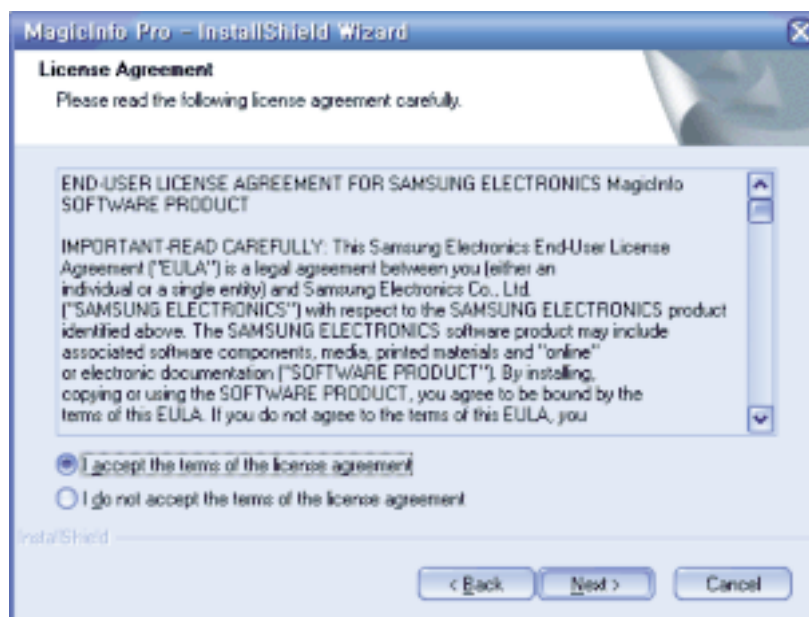 MagicInfo Pro - InstallShield Wizard
License Agreement
Please read the following license agreement carefully.
END-USER LICENSE AGREEMENT FOR SAMSUNG ELECTRONICS MagicInfo
SOFTWARE PRODUCT
IMPORTANT-READ CAREFULLY: This Samsung Electronics End-User License
Agreement ("EULA") is a legal agreement between you (either an
individual or a single entity) and Samsung Electronics Co., Ltd.
("SAMSUNG ELECTRONICS") with respect to the SAMSUNG ELECTRONICS product
identified above. The SAMSUNG ELECTRONICS software product may include
associated software components, media, printed materials and "online"
or electronic documentation ("SOFTWARE PRODUCT"). By installing,
copying or using the SOFTWARE PRODUCT, you agree to be bound by the
terms of this EULA. If you do not agree to the terms of this EULA, you
I accept the terms of the license agreement
I do not accept the terms of the license agreement
InstallShield
< Back
Next >
Cancel